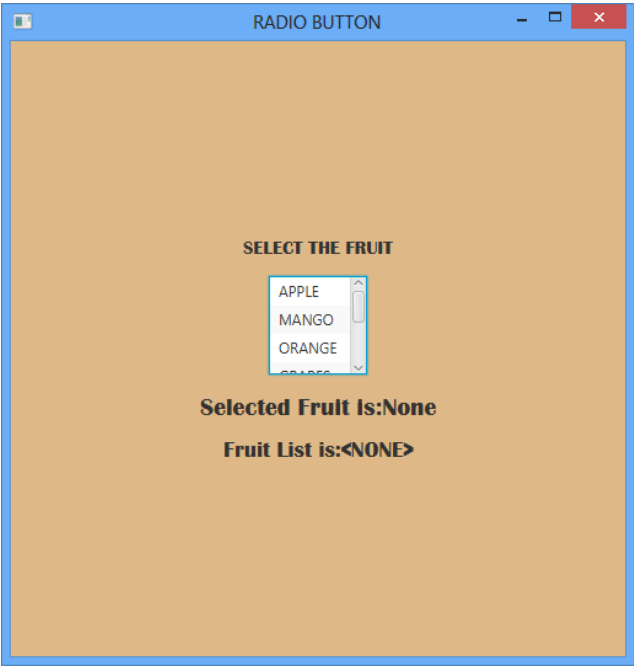 RADIO BUTTON
SELECT THE FRUIT
APPLE
MANGO
ORANGE
Selected Fruit is:None
Fruit List is:<NONE>